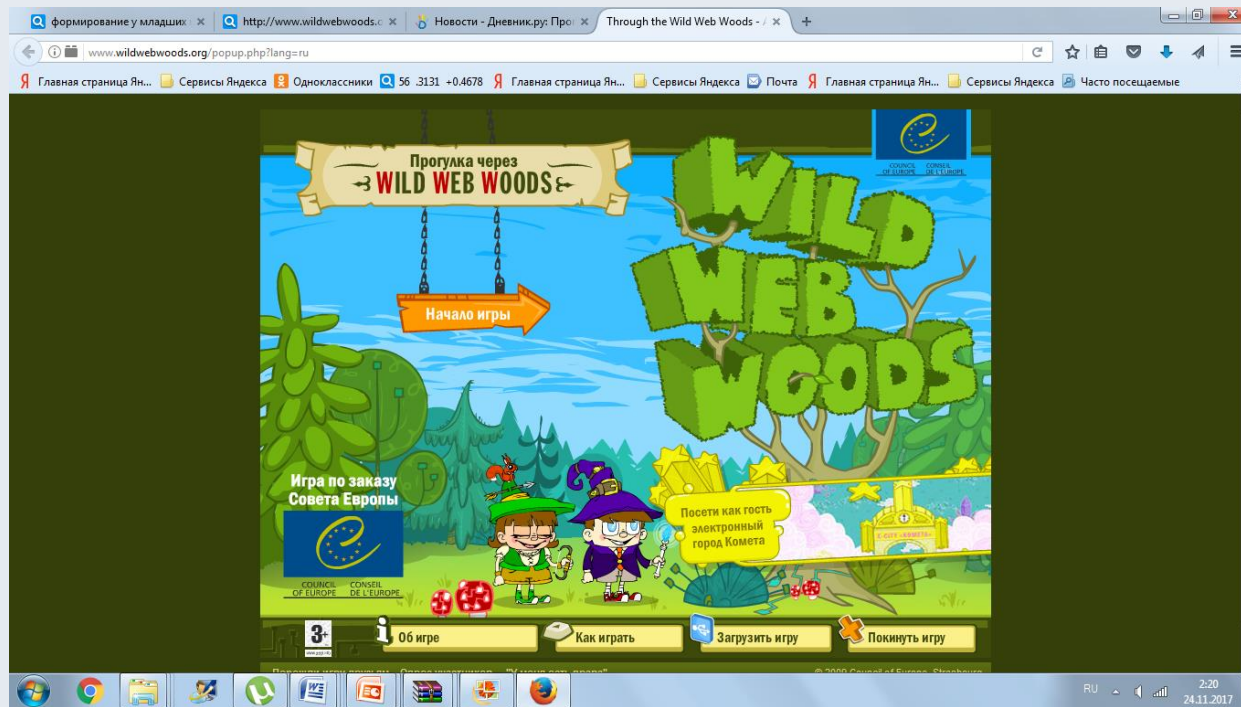 формирование у младших
http://www.wildwebwoods.o
Новости - Дневник.ру: Про
Through the Wild Web Woods -
www.wildwebwoods.org/popup.php?lang=ru
Главная страница Ян... Сервисы Яндекса Одноклассники 56 .3131 +0.4678 Главная страница Ян... Сервисы Яндекса Почта Главная страница Ян... Сервисы Яндекса Часто посещаемые
Прогулка через
WILD WEB WOODS
COUNCIL CONSEIL
OF EUROPE DE L'EUROPE
WILD
WEB
WOODS
Начало игры
Игра по заказу
Совета Европы
COUNCIL CONSEIL
OF EUROPE DE L'EUROPE
Посети как гость
электронный
город Комета
3+
Об игре
Как играть
Загрузить игру
Покинуть игру
RU
2:20
24.11.2017